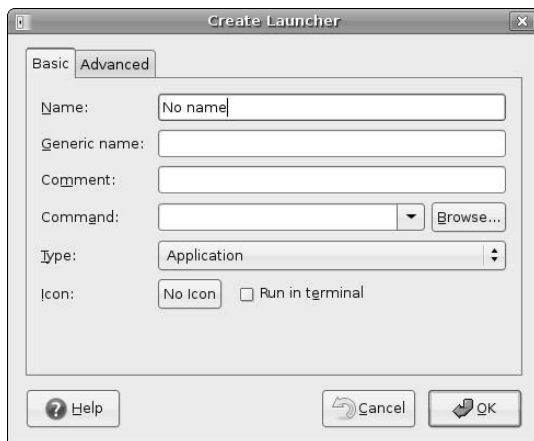 Create Launcher
Basic Advanced
Name: No name
Generic name:
Comment:
Command: Browse...
Type: Application
Icon: No Icon Run in terminal
Help Cancel OK